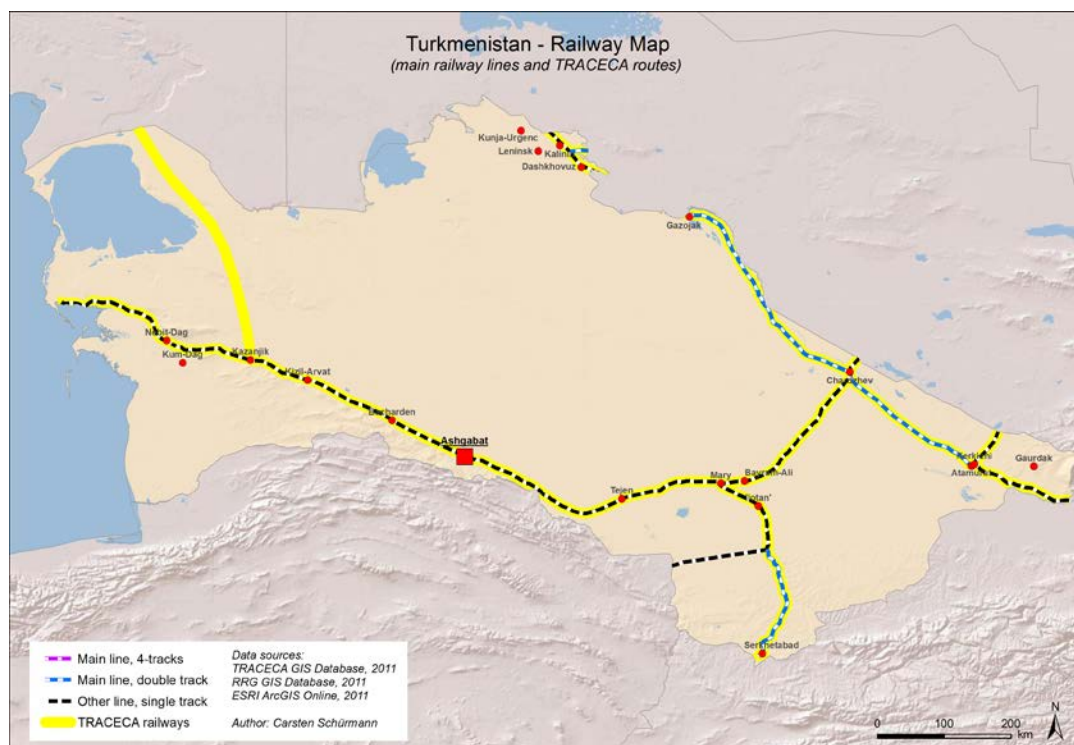 Turkmenistan - Railway Map
(main railway lines and TRACECA routes)
Kunja-Urgenc
Leninsk
Kalinin
Dashkhovuz
Gazojak
Nebit-Dag
Kum-Dag
Kazanjik
Kizil-Arvat
Bacharden
Ashgabat
Chardzhev
Tejen
Mary
Bayram-Ali
Kerkichi
Atamurat
Gaurdak
Serkhetabad
Main line, 4-tracks
Main line, double track
Other line, single track
TRACECA railways
Data sources:
TRACECA GIS Database, 2011
RRG GIS Database, 2011
ESRI ArcGIS Online, 2011
Author: Carsten Schürmann
0 100 200
km
N